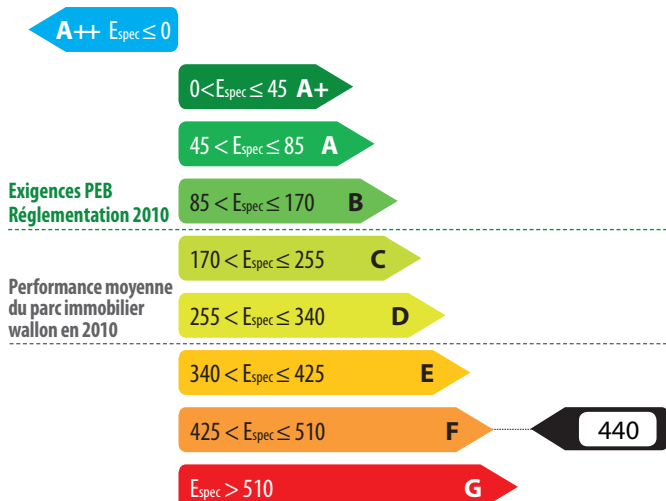 A++ Espec ≤ 0
0<Espec ≤ 45 A+
45 < Espec ≤ 85 A
Exigences PEB
Réglementation 2010
85 < Espec ≤ 170 B
170 < Espec ≤ 255 C
Performance moyenne
du parc immobilier
wallon en 2010
255 < Espec ≤ 340 D
340 < Espec ≤ 425 E
425 < Espec ≤ 510 F
440
Espec > 510 G